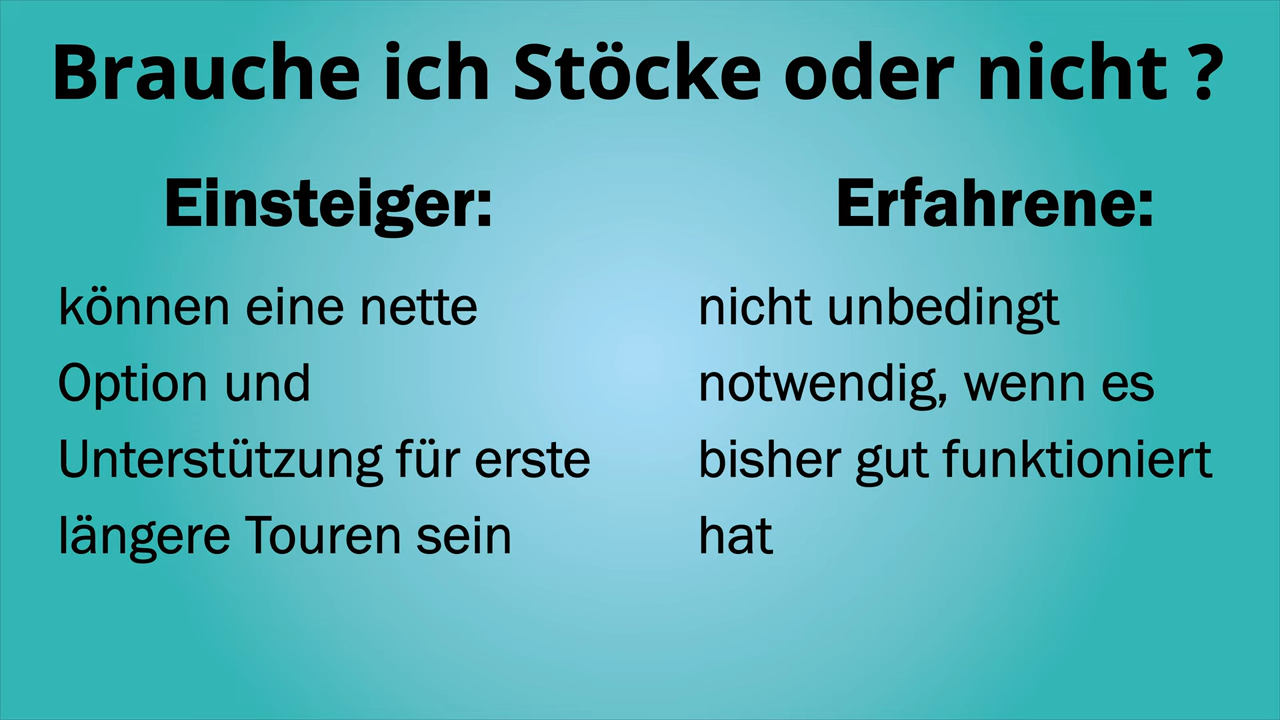 Brauche ich Stöcke oder nicht ?
Einsteiger:
können eine nette
Option und
Unterstützung für erste
längere Touren sein
Erfahrene:
nicht unbedingt
notwendig, wenn es
bisher gut funktioniert
hat